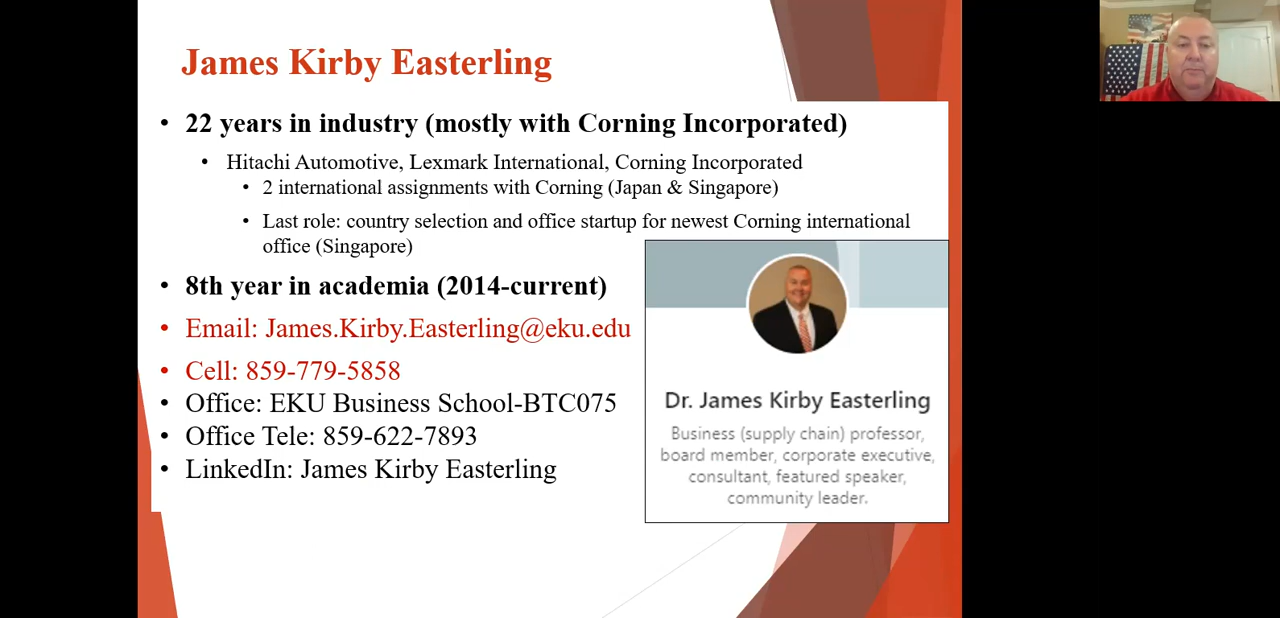 James Kirby Easterling
• 22 years in industry (mostly with Corning Incorporated)
• Hitachi Automotive, Lexmark International, Corning Incorporated
• 2 international assignments with Corning (Japan & Singapore)
• Last role: country selection and office startup for newest Corning international
office (Singapore)
• 8th year in academia (2014-current)
• Email: James.Kirby.Easterling@eku.edu
• Cell: 859-779-5858
• Office: EKU Business School-BTC075
• Office Tele: 859-622-7893
• LinkedIn: James Kirby Easterling
Dr. James Kirby Easterling
Business (supply chain) professor,
board member, corporate executive,
consultant, featured speaker,
community leader.